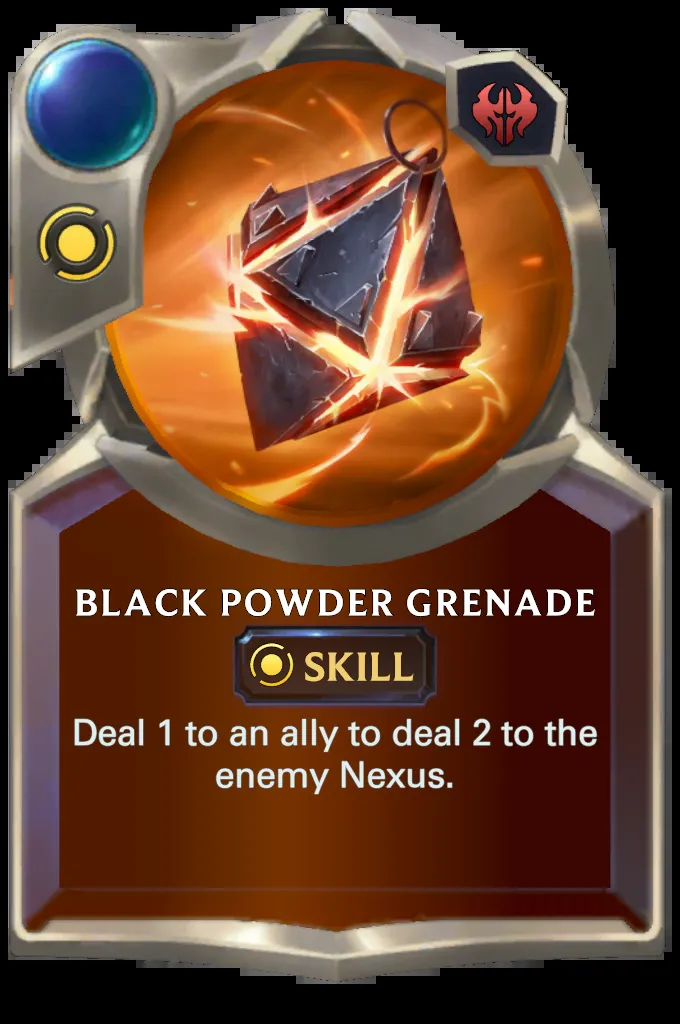 BLACK POWDER GRENADE
SKILL
Deal 1 to an ally to deal 2 to the
enemy Nexus.